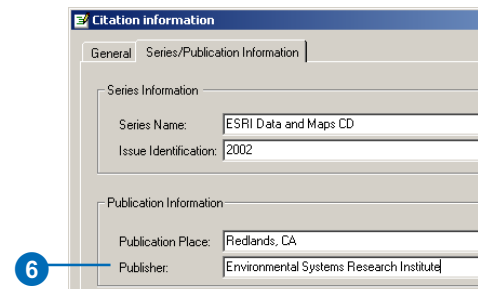 Citation information
General Series/Publication Information
Series Information
Series Name: ESRI Data and Maps CD
Issue Identification: 2002
Publication Information
Publication Place: Redlands, CA
6 Publisher: Environmental Systems Research Institute